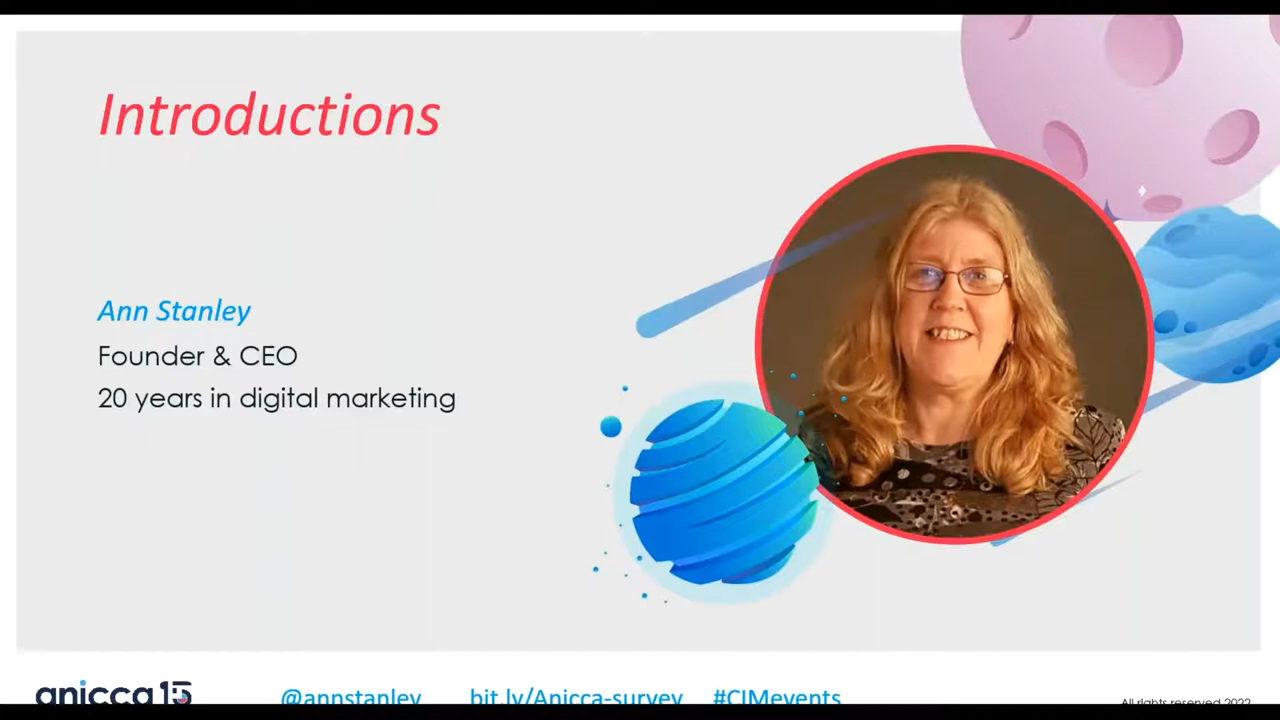 Introductions
Ann Stanley
Founder & CEO
20 years in digital marketing
anicca 15
@annstanley bit.ly/Anicca-survey #CIMevents
All rights reserved 2022